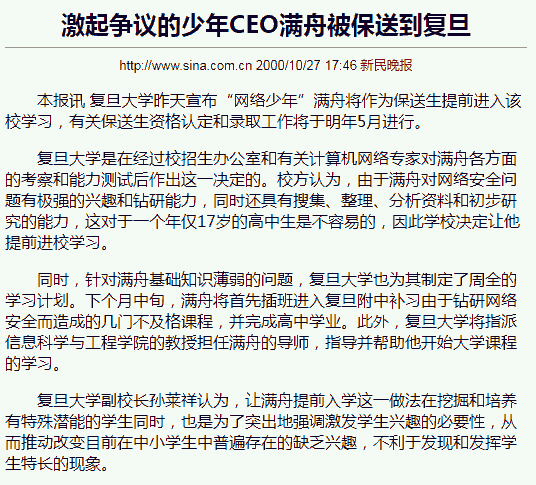 激起争议的少年CEO满舟被保送到复旦
http://www.sina.com.cn 2000/10/27 17:46 新民晚报
本报讯 复旦大学昨天宣布“网络少年”满舟将作为保送生提前进入该
校学习，有关保送生资格认定和录取工作将于明年5月进行。
复旦大学是在经过校招生办公室和有关计算机网络专家对满舟各方面
的考察和能力测试后作出这一决定的。校方认为，由于满舟对网络安全问
题有极强的兴趣和钻研能力，同时还具有搜集、整理、分析资料和初步研
究的能力，这对于一个年仅17岁的高中生是不容易的，因此学校决定让他
提前进校学习。
同时，针对满舟基础知识薄弱的问题，复旦大学也为其制定了周全的
学习计划。下个月中旬，满舟将首先插班进入复旦附中补习由于钻研网络
安全而造成的几门不及格课程，并完成高中学业。此外，复旦大学将指派
信息科学与工程学院的教授担任满舟的导师，指导并帮助他开始大学课程
的学习。
复旦大学副校长孙莱祥认为，让满舟提前入学这一做法在挖掘和培养
有特殊潜能的学生同时，也是为了突出地强调激发学生兴趣的必要性，从
而推动改变目前在中小学生中普遍存在的缺乏兴趣，不利于发现和发挥学
生特长的现象。